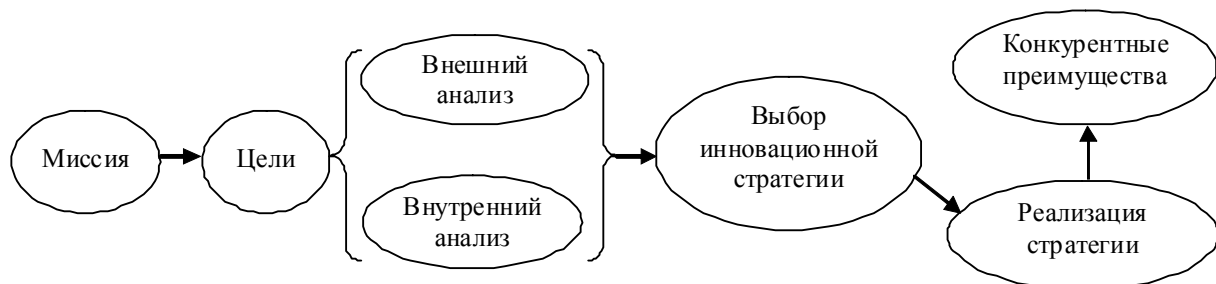 Миссия
Цели
Внешний
анализ
Внутренний
анализ
Выбор
инновационной
стратегии
Реализация
стратегии
Конкурентные
преимущества